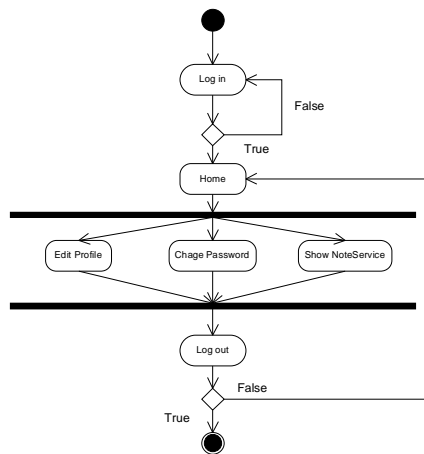 Log in
False
True
Home
Edit Profile
Chage Password
Show NoteService
Log out
False
True